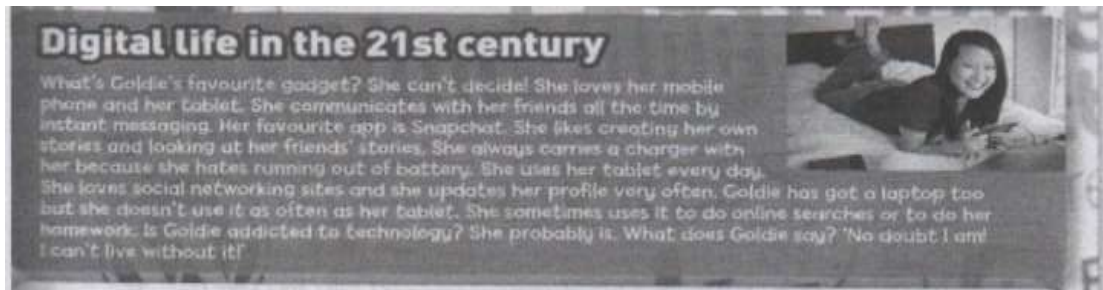 Digital life in the 21st century
What's Goldie's favourite gadget? She can't decide! She loves her mobile
phone and her tablet. She communicates with her friends all the time by
instant messaging. Her favourite app is Snapchat. She likes creating her own
stories and looking at her friends' stories. She always carries a charger with
her because she hates running out of battery. She uses her tablet every day.
She loves social networking sites and she updates her profile very often. Goldie has got a laptop too
but she doesn't use it as often as her tablet. She sometimes uses it to do online searches or to do her
homework. Is Goldie addicted to technology? She probably is. What does Goldie say? 'No doubt I am!
I can't live without it!'